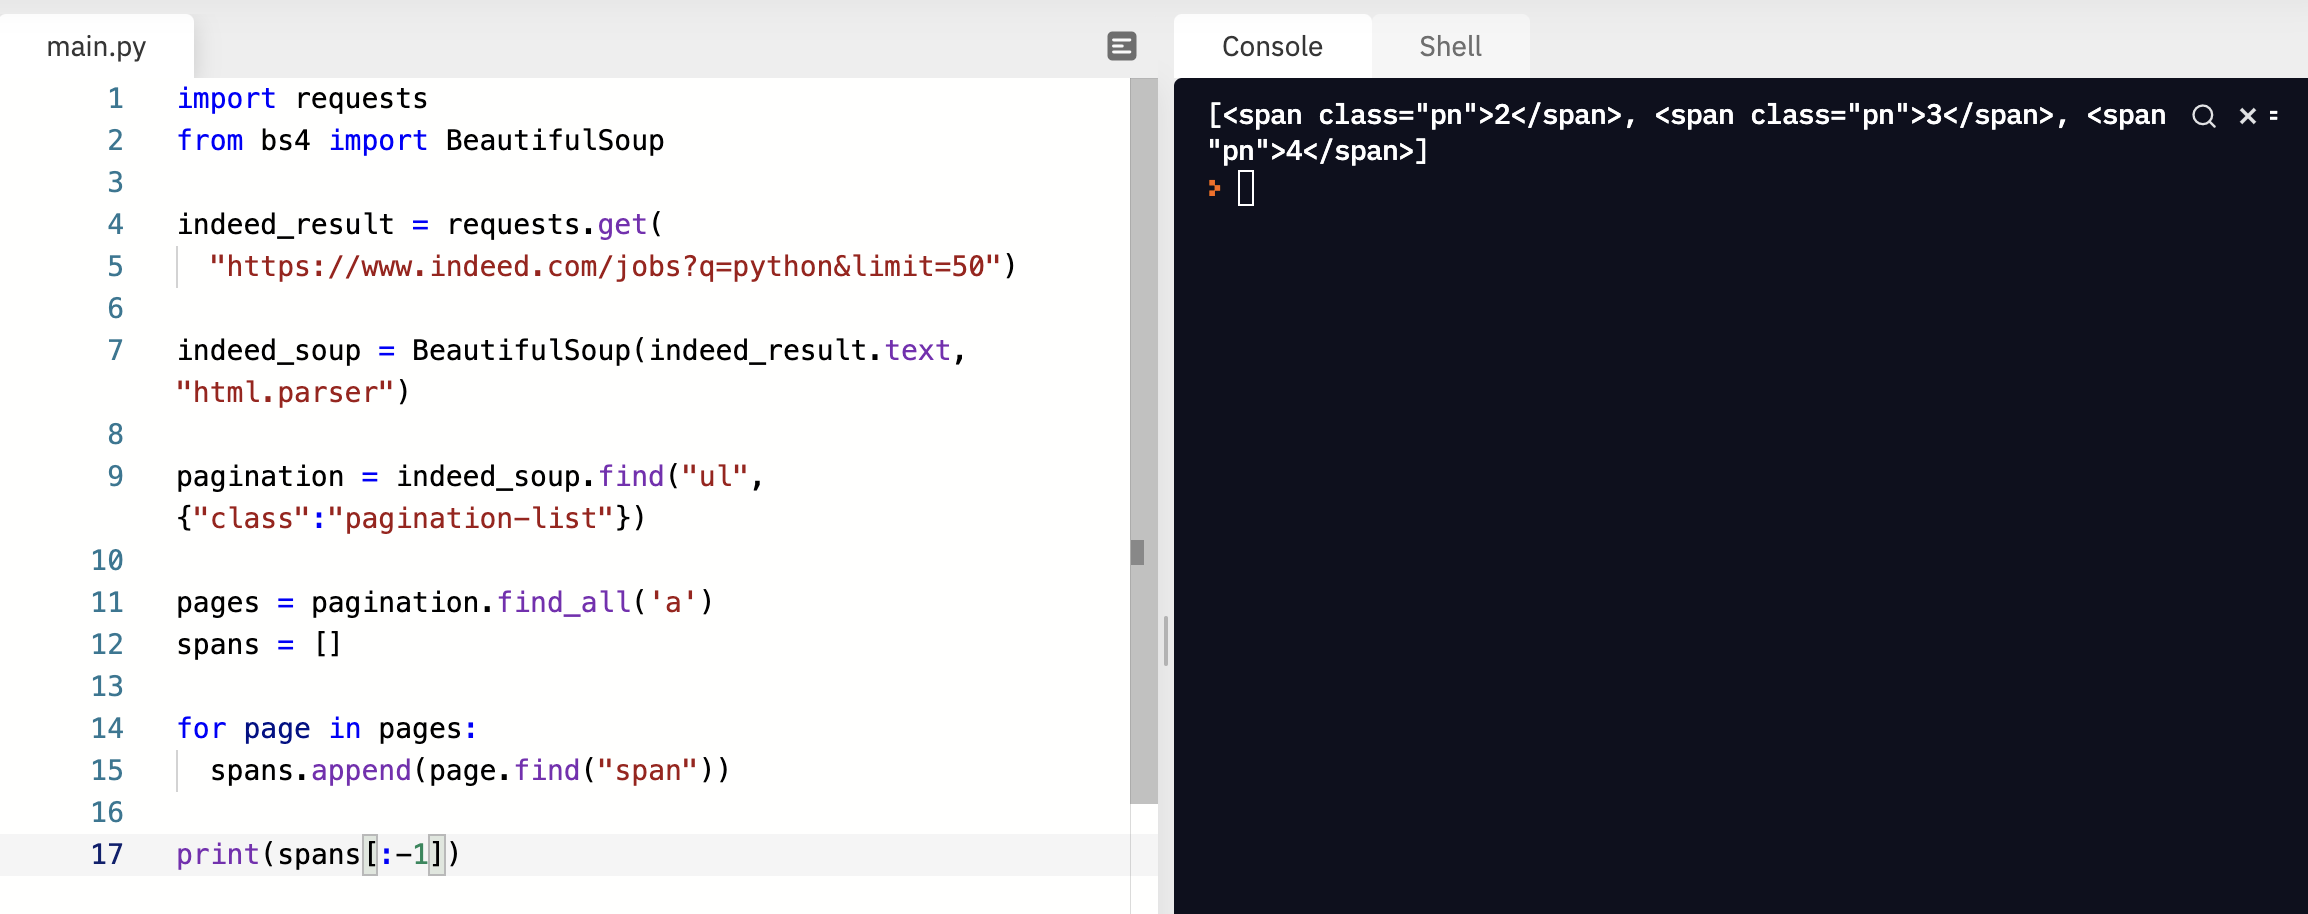 main.py
1 import requests
2 from bs4 import BeautifulSoup
3
4 indeed_result = requests.get(
5   "https://www.indeed.com/jobs?q=python&limit=50")
6
7 indeed_soup = BeautifulSoup(indeed_result.text,
"html.parser")
8
9 pagination = indeed_soup.find("ul",
{"class":"pagination-list"})
10
11 pages = pagination.find_all('a')
12 spans = []
13
14 for page in pages:
15   spans.append(page.find("span"))
16
17 print(spans[:-1])
Console Shell
[<span class="pn">2</span>, <span class="pn">3</span>, <span =
"pn">4</span>]